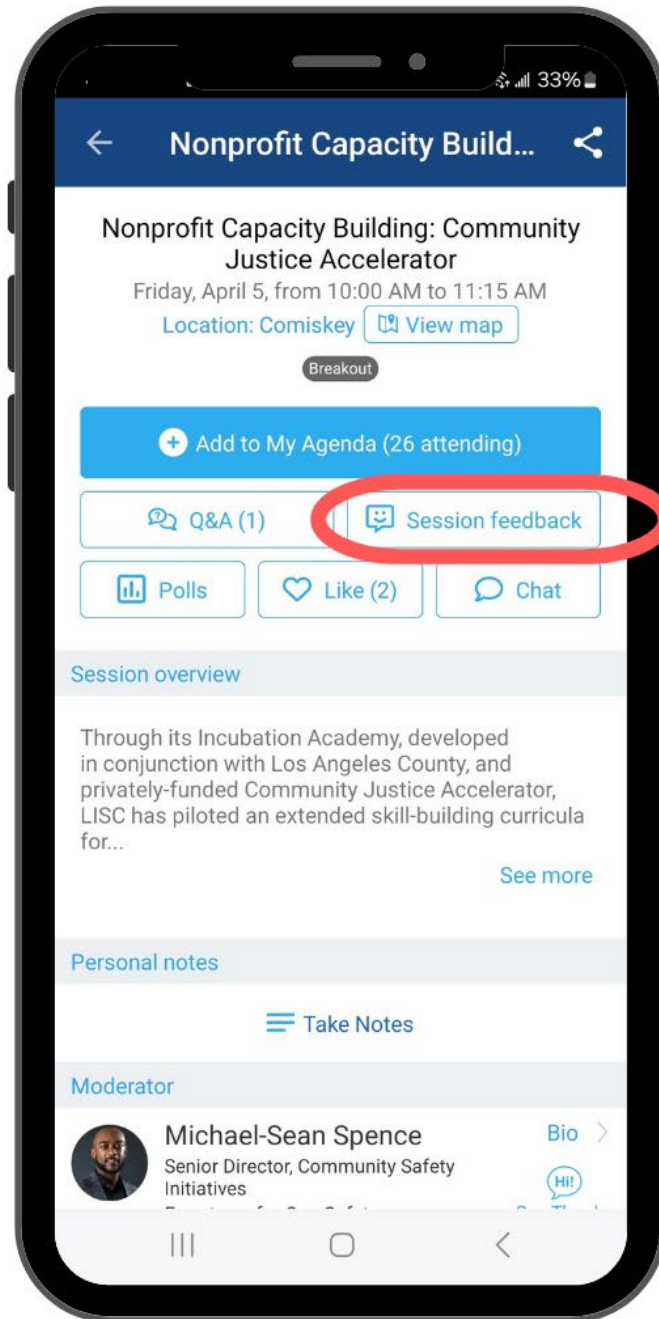 33%
Nonprofit Capacity Build...
Nonprofit Capacity Building: Community
Justice Accelerator
Friday, April 5, from 10:00 AM to 11:15 AM
Location: Comiskey View map
Breakout
Add to My Agenda (26 attending)
Q&A (1) Session feedback
Polls Like (2) Chat
Session overview
Through its Incubation Academy, developed
in conjunction with Los Angeles County, and
privately-funded Community Justice Accelerator,
LISC has piloted an extended skill-building curricula
for...
See more
Personal notes
Take Notes
Moderator
Michael-Sean Spence Bio
Senior Director, Community Safety
Initiatives
Hi!